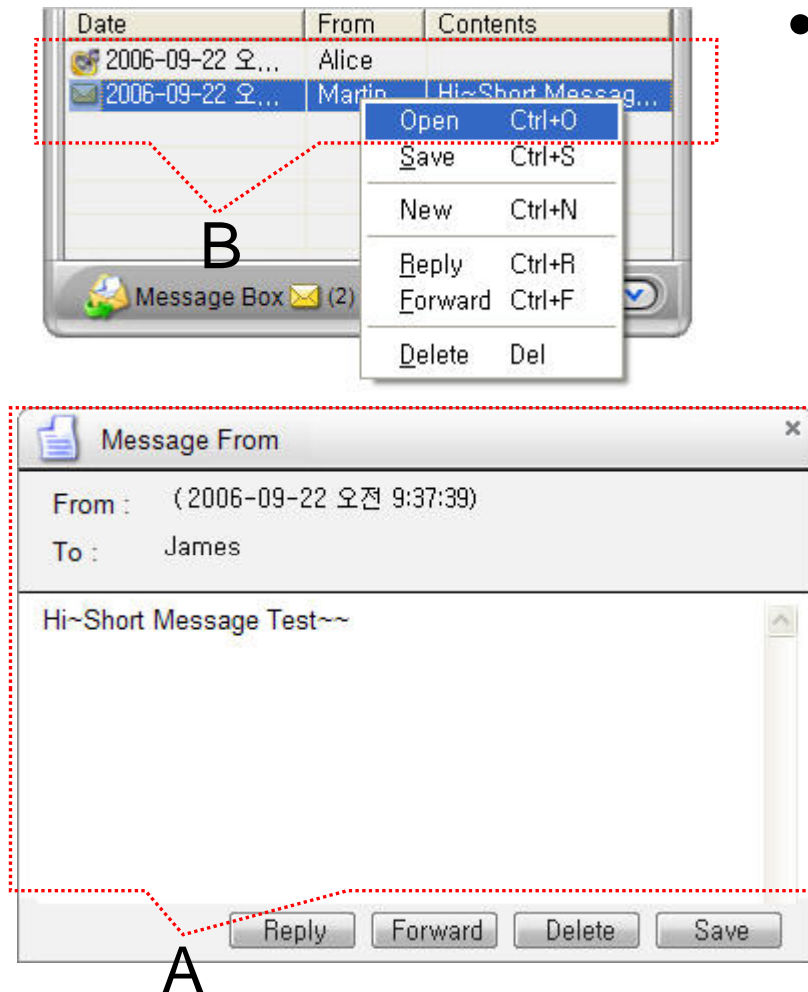 Date From Contents
2006-09-22 오... Alice
2006-09-22 오... Martin Hi~Short Messag...
Open Ctrl+O
Save Ctrl+S
New Ctrl+N
Reply Ctrl+R
Forward Ctrl+F
Delete Del
B
Message Box (2)
Message From
From : (2006-09-22 오전 9:37:39)
To : James
Hi~Short Message Test~~
Reply Forward Delete Save
A